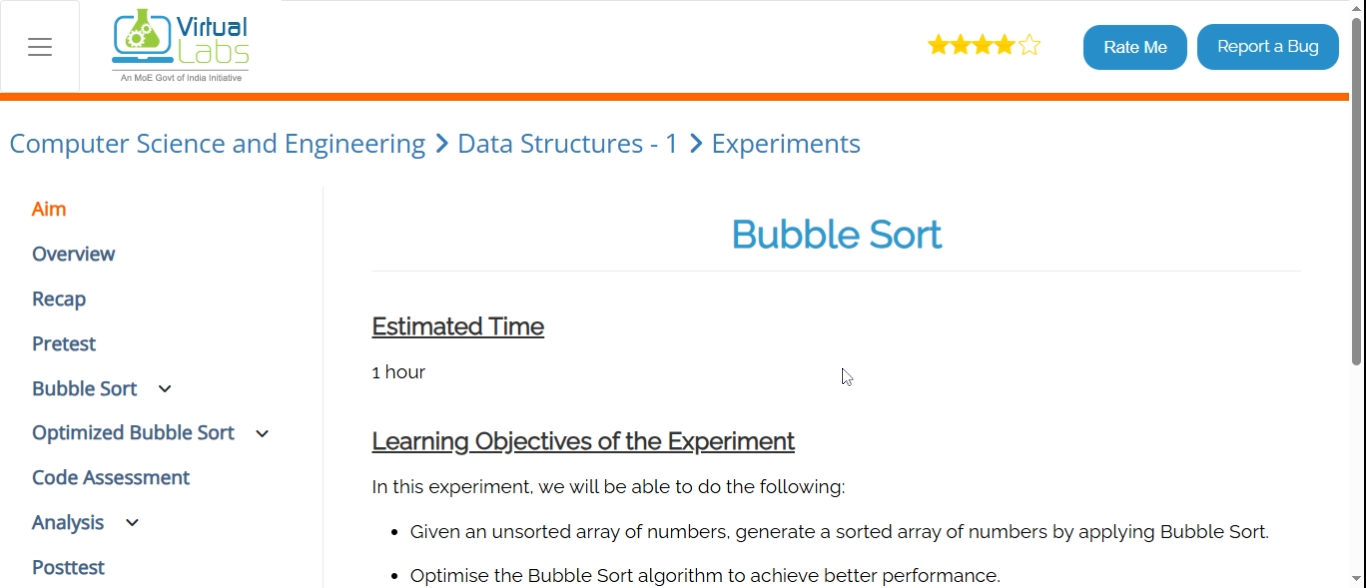 Virtual
Labs
An MoE Govt of India Initiative
Rate Me
Report a Bug
Computer Science and Engineering > Data Structures - 1 > Experiments
Aim
Overview
Recap
Pretest
Bubble Sort
Optimized Bubble Sort
Code Assessment
Analysis
Posttest
Bubble Sort
Estimated Time
1 hour
Learning Objectives of the Experiment
In this experiment, we will be able to do the following:
• Given an unsorted array of numbers, generate a sorted array of numbers by applying Bubble Sort.
• Optimise the Bubble Sort algorithm to achieve better performance.